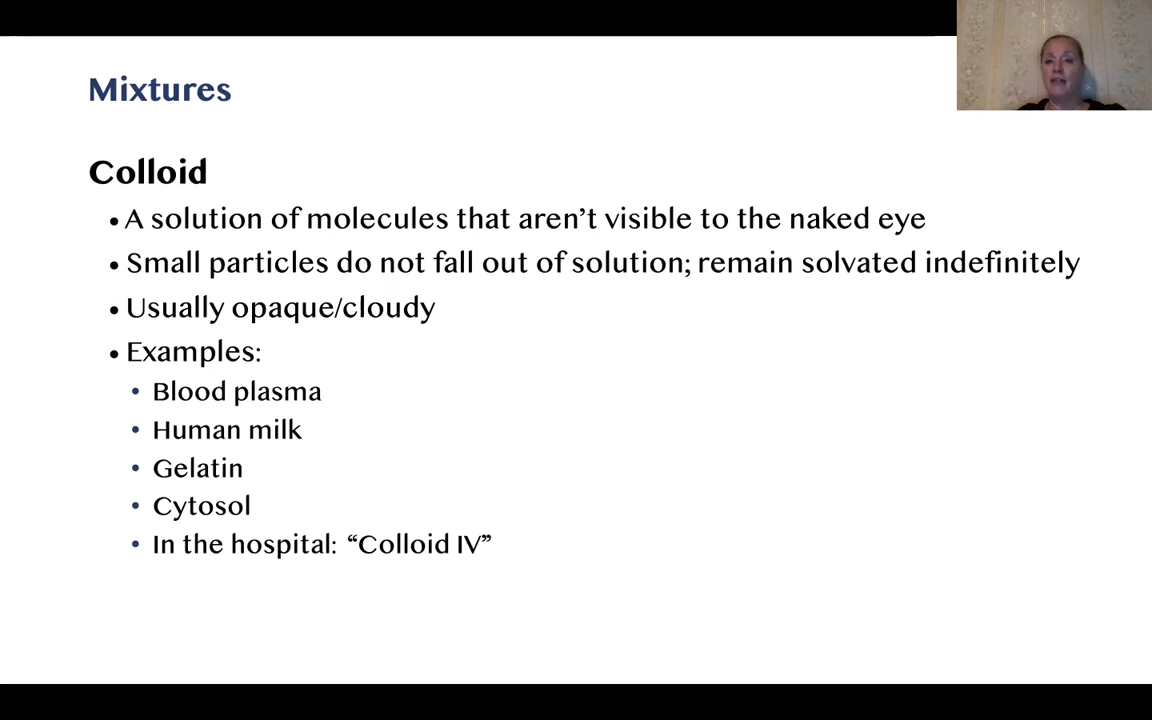 Mixtures
Colloid
• A solution of molecules that aren’t visible to the naked eye
• Small particles do not fall out of solution; remain solvated indefinitely
• Usually opaque/cloudy
• Examples:
• Blood plasma
• Human milk
• Gelatin
• Cytosol
• In the hospital: “Colloid IV”